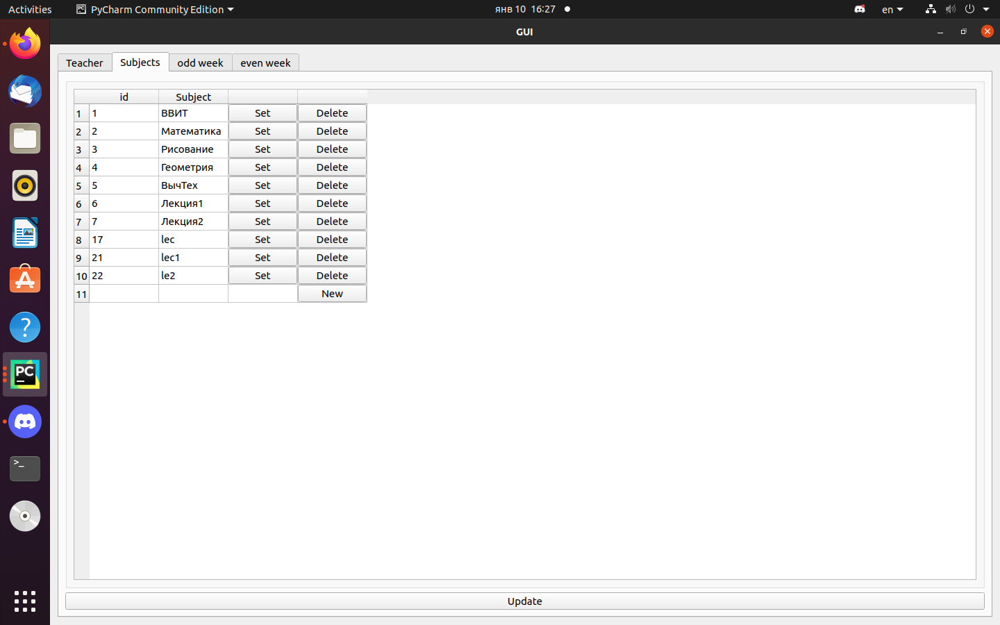 Activities PyCharm Community Edition янв 10 16:27 en
GUI
Teacher Subjects odd week even week
id Subject
1 1 ВВИТ Set Delete
2 2 Математика Set Delete
3 3 Рисование Set Delete
4 4 Геометрия Set Delete
5 5 ВычТех Set Delete
6 6 Лекция1 Set Delete
7 7 Лекция2 Set Delete
8 17 lec Set Delete
9 21 lec1 Set Delete
10 22 le2 Set Delete
11 New
? 
PC
>_
Update